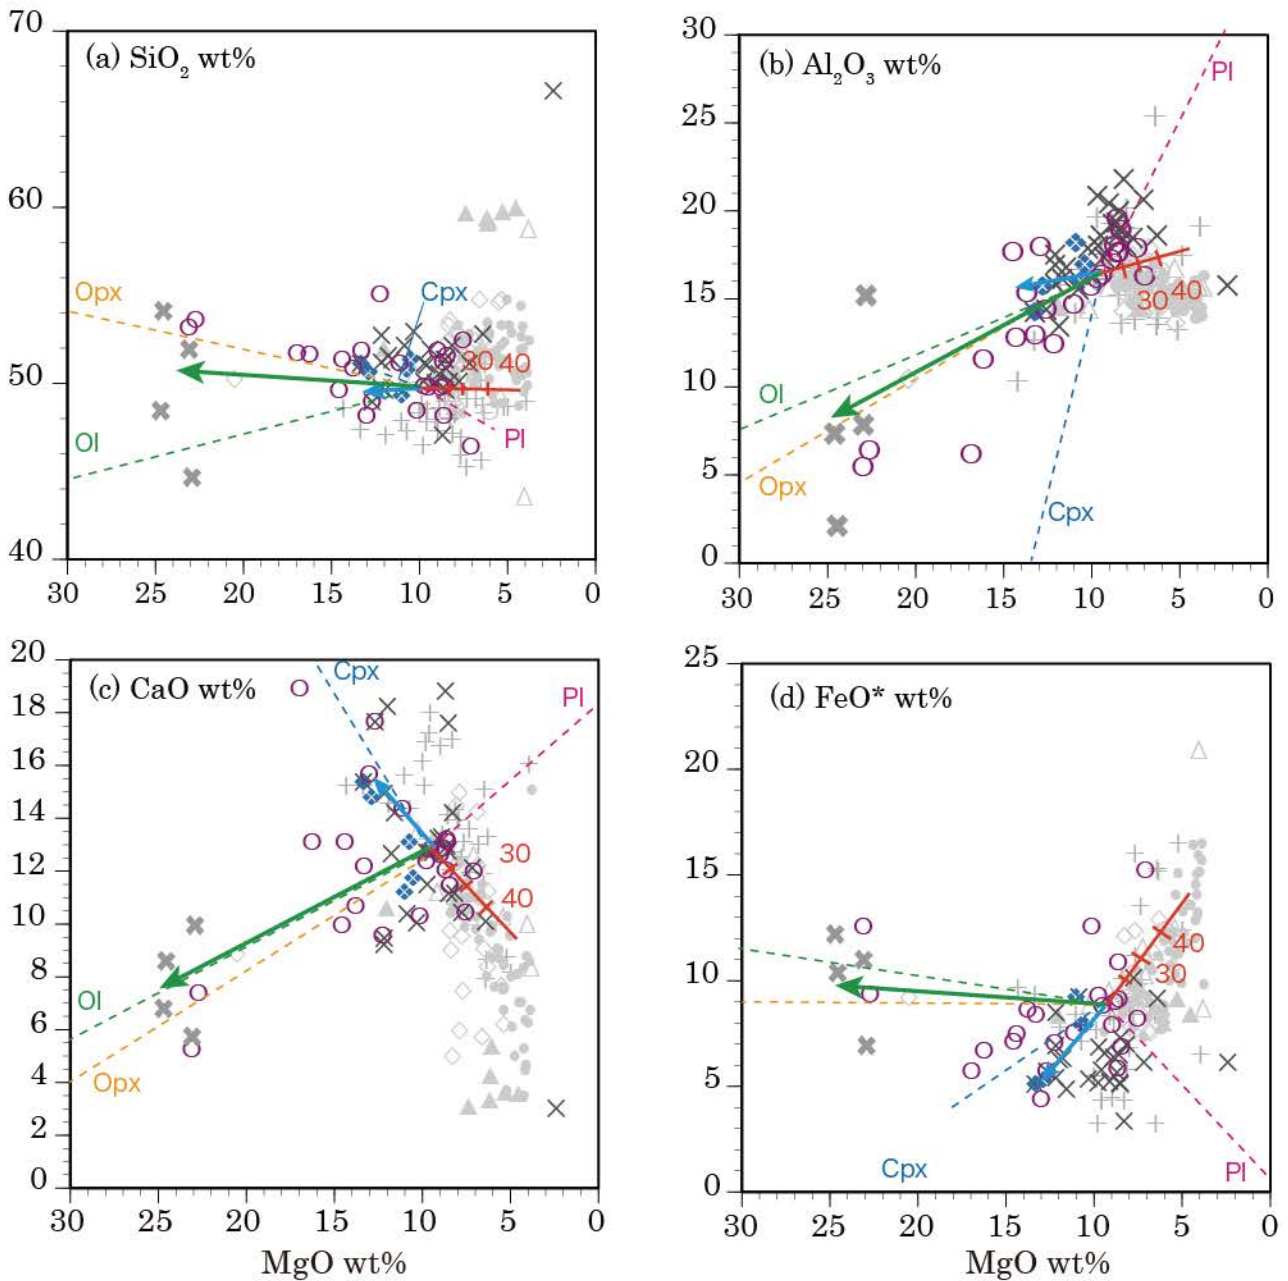 (a) SiO2 wt%
70
60
50
40
Opx
Cpx
30 40
Ol
Pl
30 25 20 15 10 5 0
(b) Al2O3 wt%
30
25
20
15
10
5
0
Pl
30 40
Ol
Opx
Cpx
30 25 20 15 10 5 0
(c) CaO wt%
20
18
16
14
12
10
8
6
4
2
0
Cpx
Pl
30
40
Ol
Opx
30 25 20 15 10 5 0
MgO wt%
(d) FeO* wt%
25
20
15
10
5
0
40
30
Cpx
Pl
30 25 20 15 10 5 0
MgO wt%